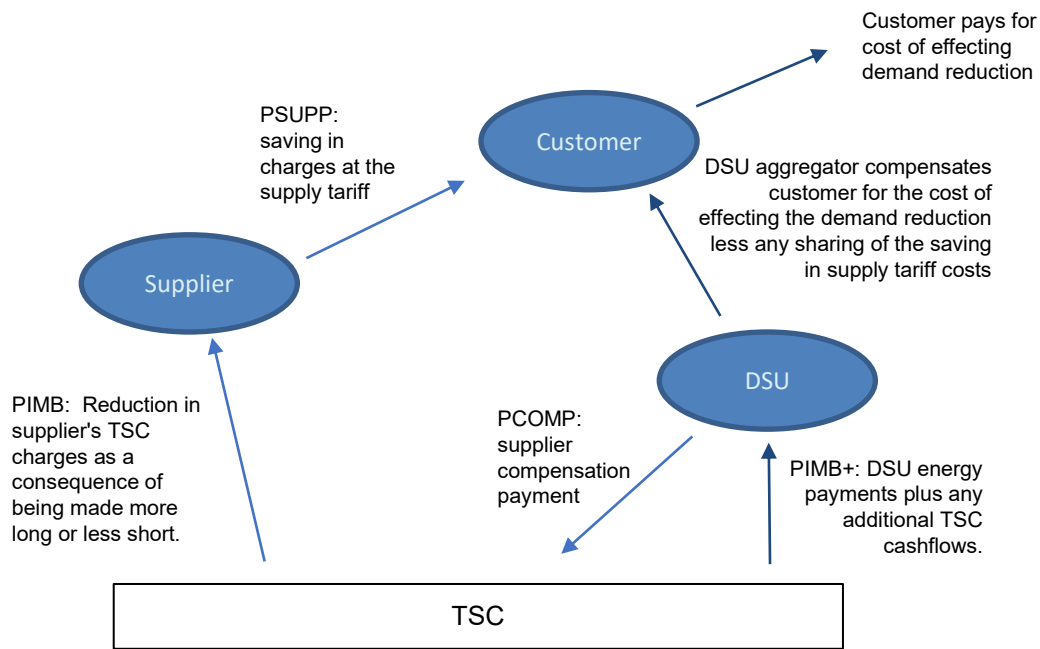 Customer pays for
cost of effecting
demand reduction
PSUPP:
saving in
charges at the
supply tariff
Customer
DSU aggregator compensates
customer for the cost of
effecting the demand reduction
less any sharing of the saving
in supply tariff costs
Supplier
DSU
PIMB:  Reduction in
supplier's TSC
charges as a
consequence of
being made more
long or less short.
PCOMP:
supplier
compensation
payment
PIMB+: DSU energy
payments plus any
additional TSC
cashflows.
TSC